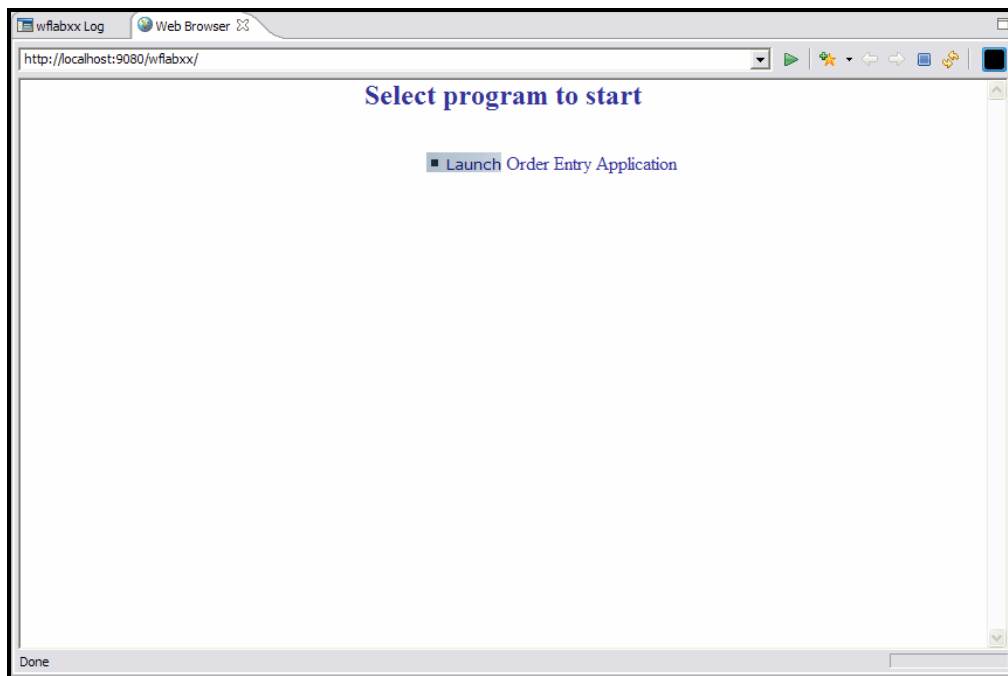 wflabxx Log
Web Browser
http://localhost:9080/wflabxx/
Select program to start
Launch Order Entry Application
Done